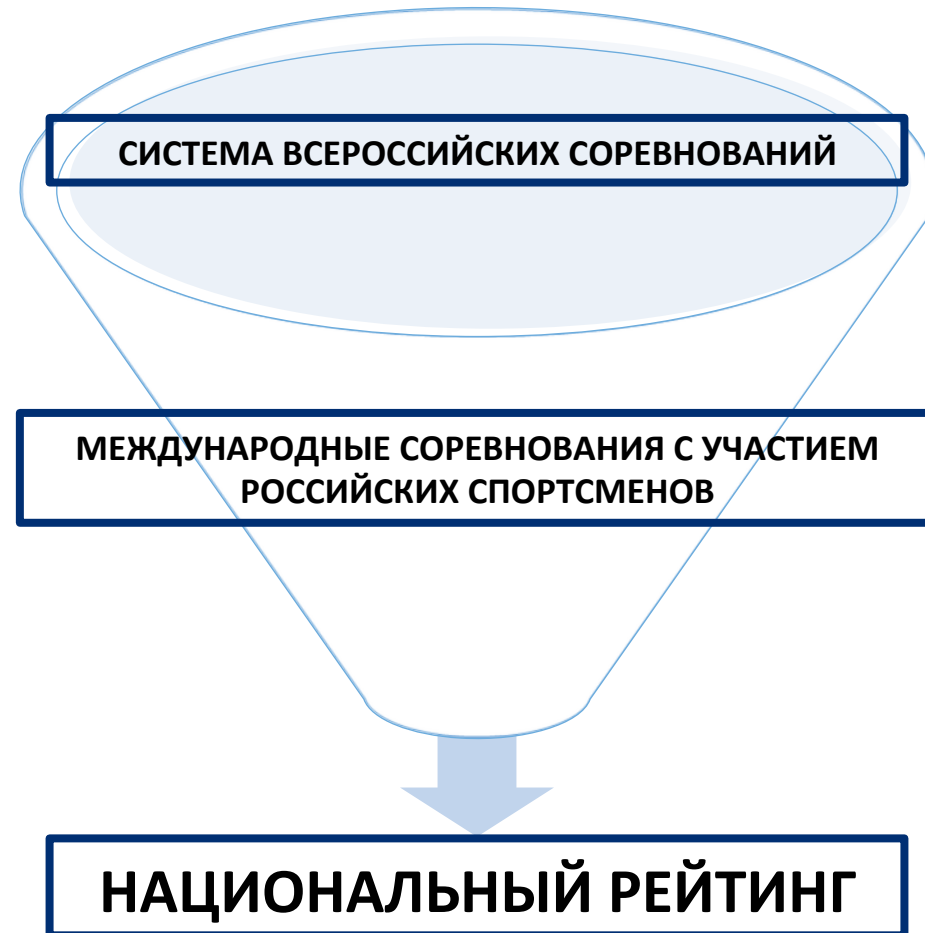 СИСТЕМА ВСЕРОССИЙСКИХ СОРЕВНОВАНИЙ
МЕЖДУНАРОДНЫЕ СОРЕВНОВАНИЯ С УЧАСТИЕМ
РОССИЙСКИХ СПОРТСМЕНОВ
НАЦИОНАЛЬНЫЙ РЕЙТИНГ